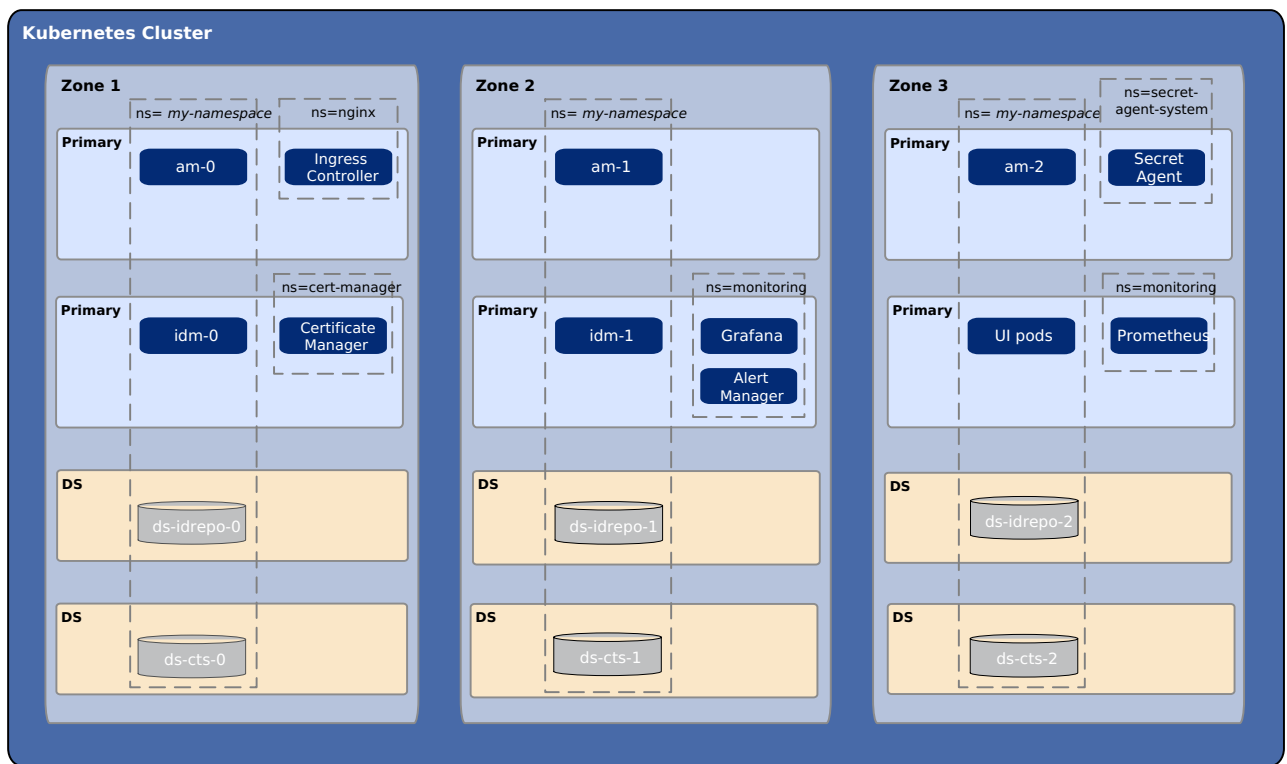 Kubernetes Cluster
Zone 1
ns= my-namespace
ns=nginx
Primary
am-0
Ingress
Controller
ns=cert-manager
Primary
idm-0
Certificate
Manager
DS
ds-idrepo-0
DS
ds-cts-0
Zone 2
ns= my-namespace
Primary
am-1
ns=monitoring
Primary
idm-1
Grafana
Alert
Manager
DS
ds-idrepo-1
DS
ds-cts-1
Zone 3
ns= my-namespace
ns=secret-
agent-system
Primary
am-2
Secret
Agent
ns=monitoring
Primary
UI pods
Prometheus
DS
ds-idrepo-2
DS
ds-cts-2